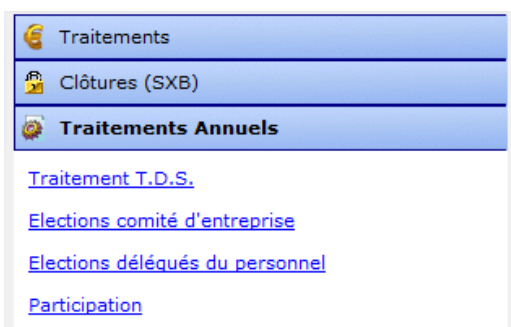 Traitements
Clôtures (SXB)
Traitements Annuels
Traitement T.D.S.
Elections comité d'entreprise
Elections délégués du personnel
Participation